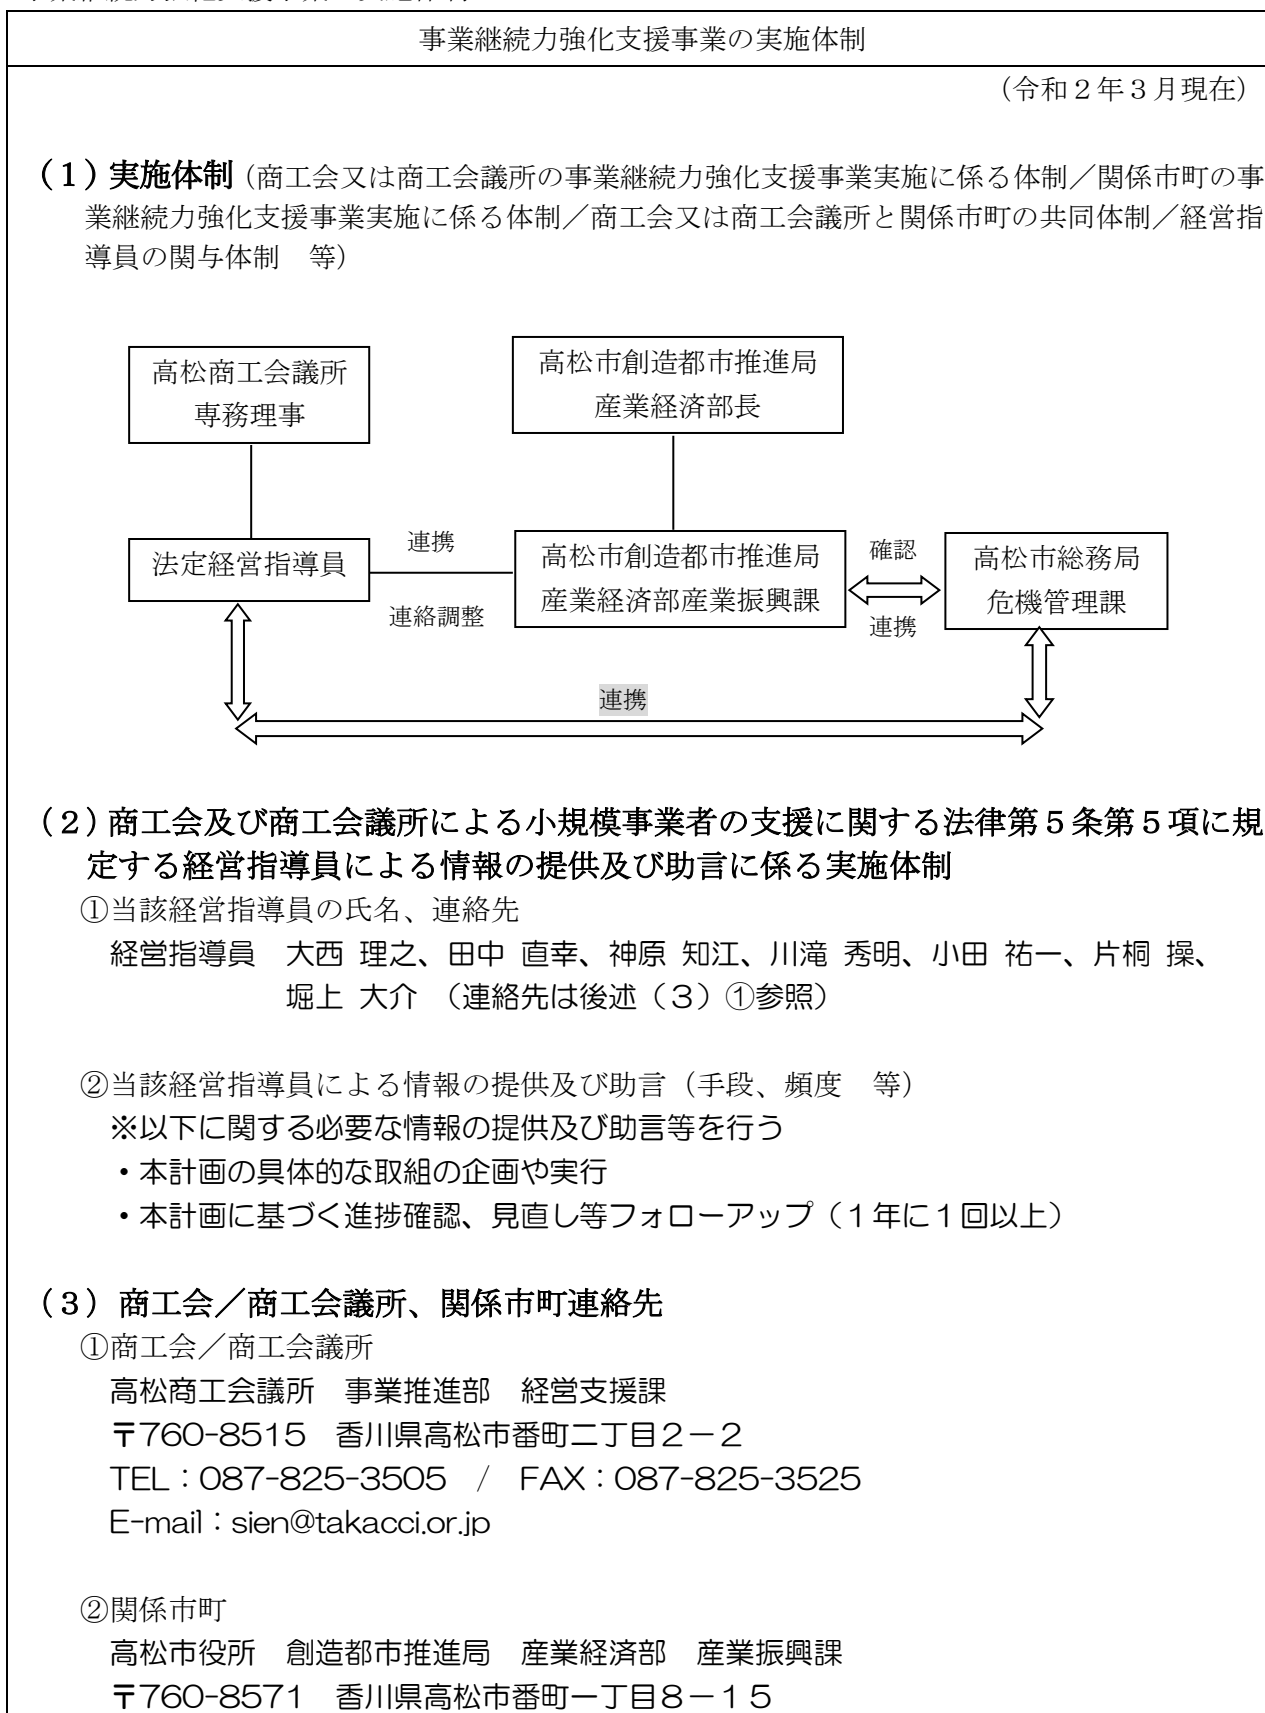 事業継続力強化支援事業の実施体制
（令和２年３月現在）
（１）実施体制（商工会又は商工会議所の事業継続力強化支援事業実施に係る体制／関係市町の事
業継続力強化支援事業実施に係る体制／商工会又は商工会議所と関係市町の共同体制／経営指
導員の関与体制　等）
高松商工会議所
専務理事
高松市創造都市推進局
産業経済部長
法定経営指導員
連携
連絡調整
高松市創造都市推進局
産業経済部産業振興課
確認
連携
高松市総務局
危機管理課
連携
（２）商工会及び商工会議所による小規模事業者の支援に関する法律第５条第５項に規
定する経営指導員による情報の提供及び助言に係る実施体制
①当該経営指導員の氏名、連絡先
経営指導員　大西 理之、田中 直幸、神原 知江、川滝 秀明、小田 祐一、片桐 操、
堀上 大介 （連絡先は後述（３）①参照）
②当該経営指導員による情報の提供及び助言（手段、頻度　等）
※以下に関する必要な情報の提供及び助言等を行う
・本計画の具体的な取組の企画や実行
・本計画に基づく進捗確認、見直し等フォローアップ（１年に１回以上）
（３）商工会／商工会議所、関係市町連絡先
①商工会／商工会議所
高松商工会議所　事業推進部　経営支援課
〒760-8515　香川県高松市番町二丁目２－２
TEL：087-825-3505　/　FAX：087-825-3525
E-mail：sien@takacci.or.jp
②関係市町
高松市役所　創造都市推進局　産業経済部　産業振興課
〒760-8571　香川県高松市番町一丁目８－１５